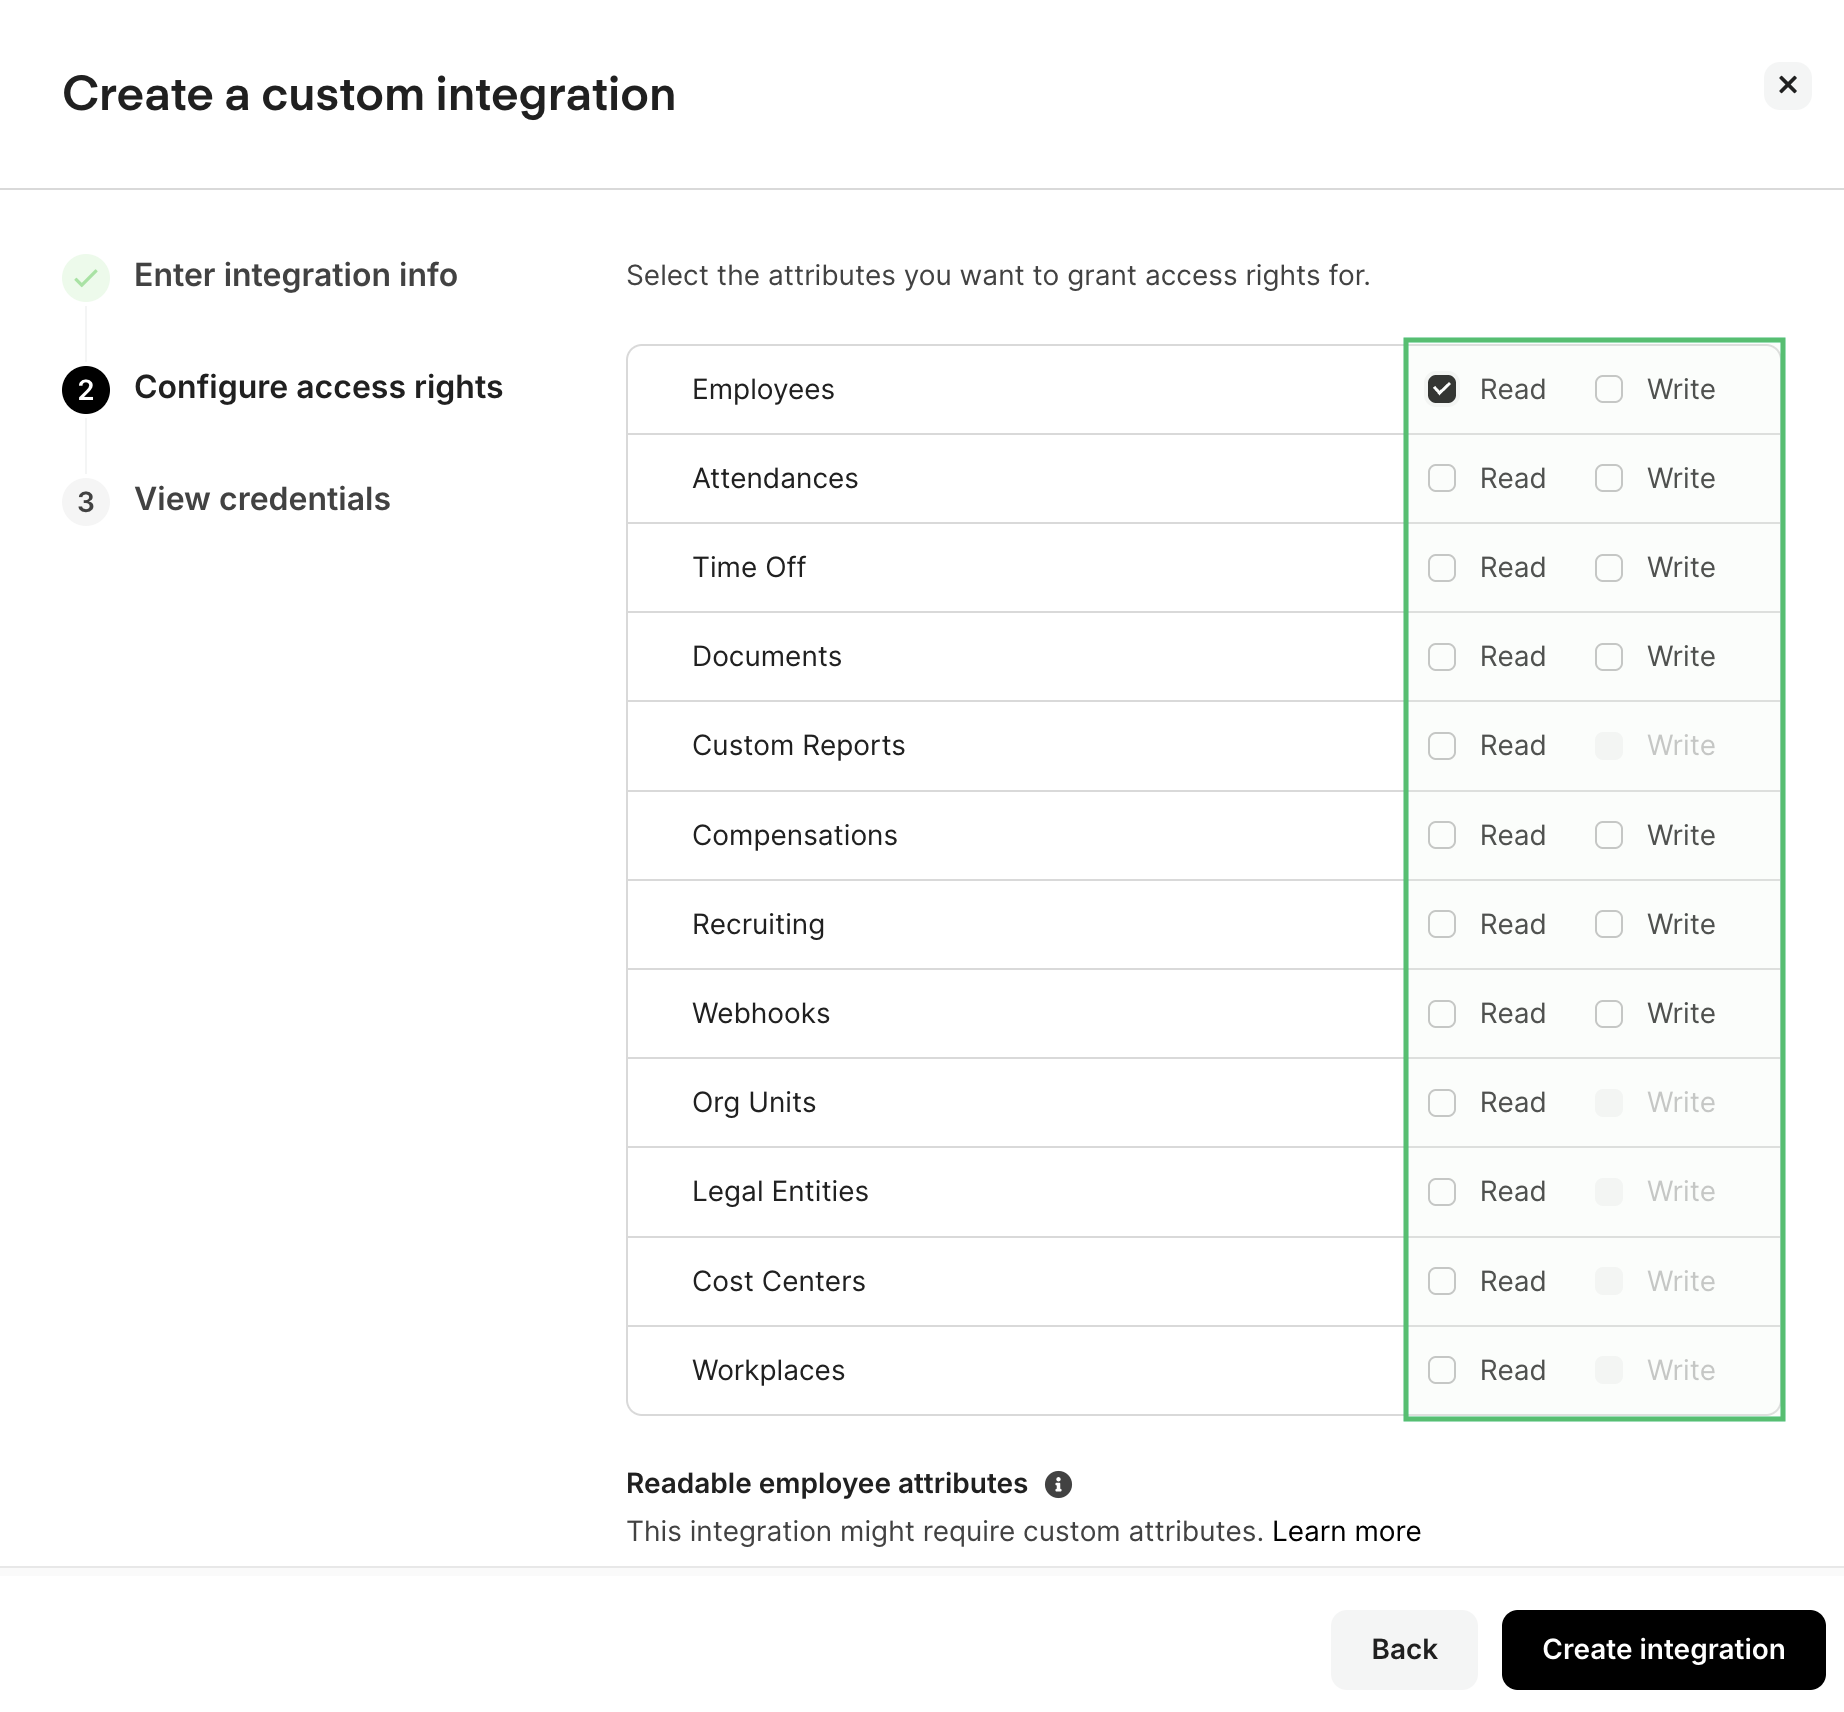 Create a custom integration
Enter integration info
2 Configure access rights
3 View credentials
Select the attributes you want to grant access rights for.
Employees Read Write
Attendances Read Write
Time Off Read Write
Documents Read Write
Custom Reports Read Write
Compensations Read Write
Recruiting Read Write
Webhooks Read Write
Org Units Read Write
Legal Entities Read Write
Cost Centers Read Write
Workplaces Read Write
Readable employee attributes
This integration might require custom attributes. Learn more
Back Create integration